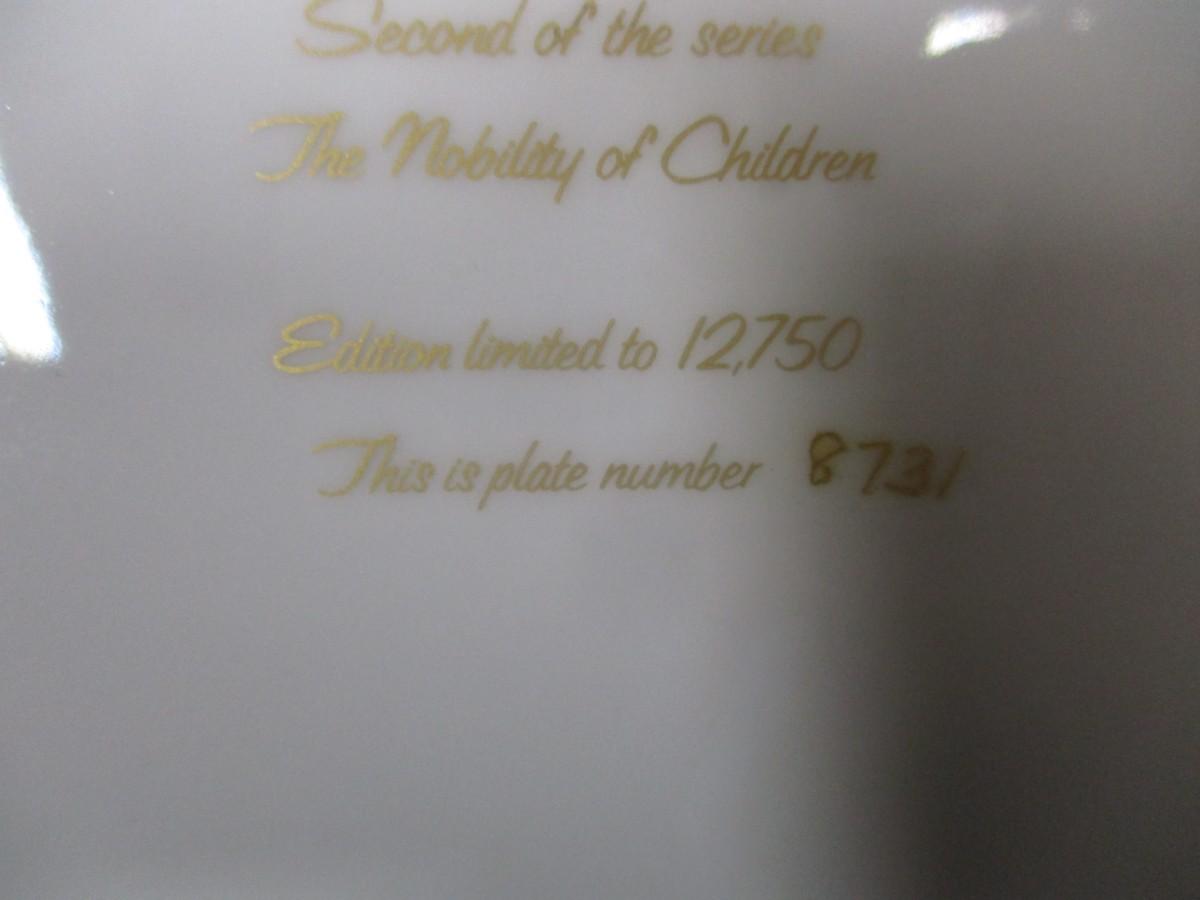 Second of the series
The Nobility of Children
Edition limited to 12,750
This is plate number 8731